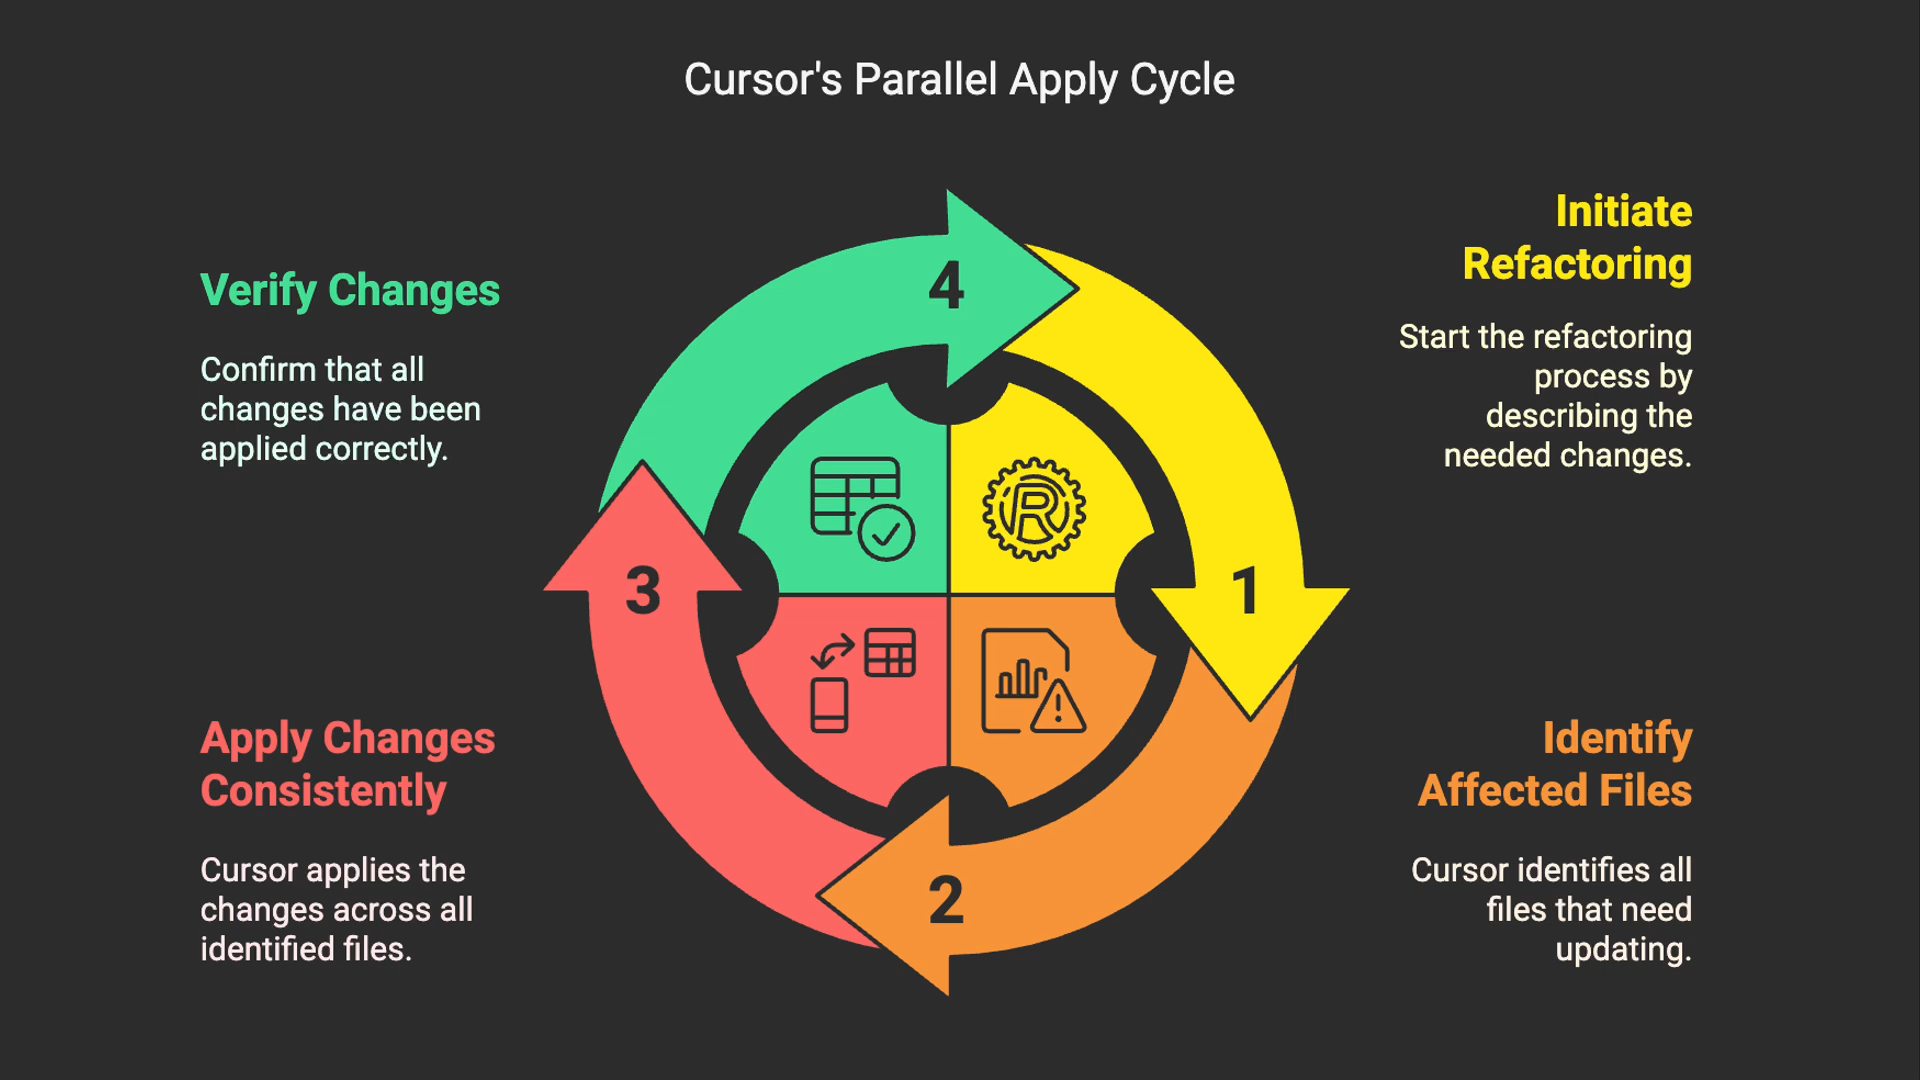 Cursor's Parallel Apply Cycle
Initiate
Refactoring
Start the refactoring
process by
describing the
needed changes.
1
Identify
Affected Files
Cursor identifies all
files that need
updating.
2
Apply Changes
Consistently
Cursor applies the
changes across all
identified files.
3
Verify Changes
Confirm that all
changes have been
applied correctly.
4
R